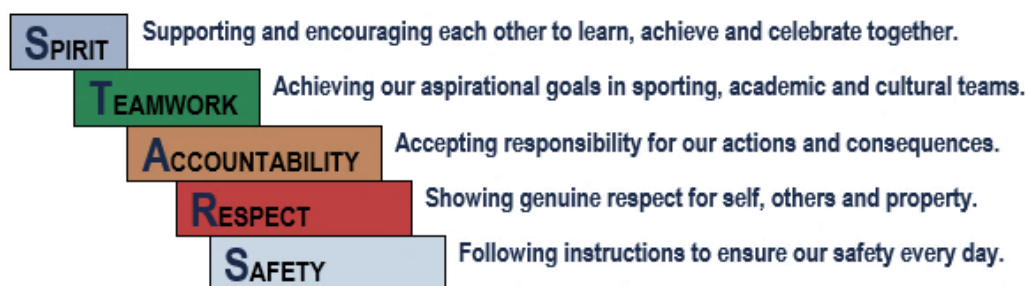 SPIRIT Supporting and encouraging each other to learn, achieve and celebrate together.
TEAMWORK Achieving our aspirational goals in sporting, academic and cultural teams.
ACCOUNTABILITY Accepting responsibility for our actions and consequences.
RESPECT Showing genuine respect for self, others and property.
SAFETY Following instructions to ensure our safety every day.